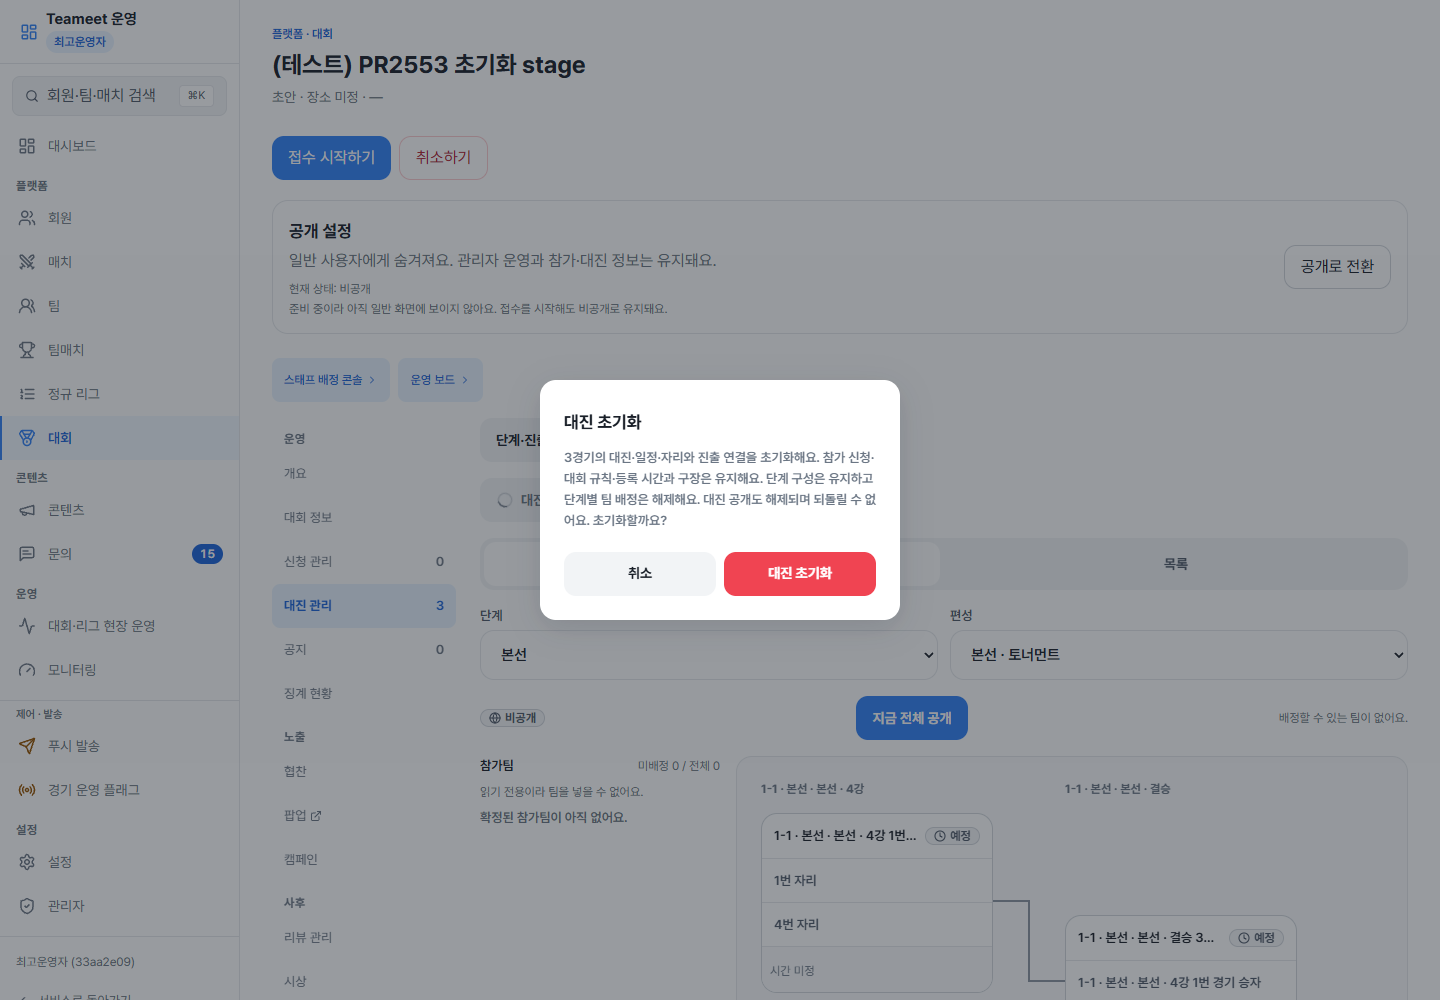 Teameet 운영
최고운영자
회원·팀·매치 검색 ⌘K
대시보드
플랫폼
회원
매치
팀
팀매치
정규 리그
대회
콘텐츠
콘텐츠
문의 15
운영
대회·리그 현장 운영
모니터링
제어 · 발송
푸시 발송
경기 운영 플래그
설정
설정
관리자
최고운영자 (33aa2e09)
플랫폼 · 대회
(테스트) PR2553 초기화 stage
초안 · 장소 미정 · —
접수 시작하기
취소하기
공개 설정
일반 사용자에게 숨겨져요. 관리자 운영과 참가·대진 정보는 유지돼요.
현재 상태: 비공개
준비 중이라 아직 일반 화면에 보이지 않아요. 접수를 시작해도 비공개로 유지돼요.
공개로 전환
스태프 배정 콘솔
운영 보드
운영
개요
대회 정보
신청 관리 0
대진 관리 3
공지 0
징계 현황
노출
협찬
팝업
캠페인
사후
리뷰 관리
시상
대진 초기화
3경기의 대진·일정·자리와 진출 연결을 초기화해요. 참가 신청·
대회 규칙·등록 시간과 구장은 유지해요. 단계 구성은 유지하고
단계별 팀 배정은 해제해요. 대진 공개도 해제되며 되돌릴 수 없
어요. 초기화할까요?
취소
대진 초기화
목록
단계
본선
편성
본선 · 토너먼트
비공개
지금 전체 공개
배정할 수 있는 팀이 없어요.
참가팀
미배정 0 / 전체 0
읽기 전용이라 팀을 넣을 수 없어요.
확정된 참가팀이 아직 없어요.
1-1 · 본선 · 본선 · 4강
1-1 · 본선 · 본선 · 4강 1번... 예정
1번 자리
4번 자리
시간 미정
1-1 · 본선 · 본선 · 결승
1-1 · 본선 · 본선 · 결승 3... 예정
1-1 · 본선 · 본선 · 4강 1번 경기 승자